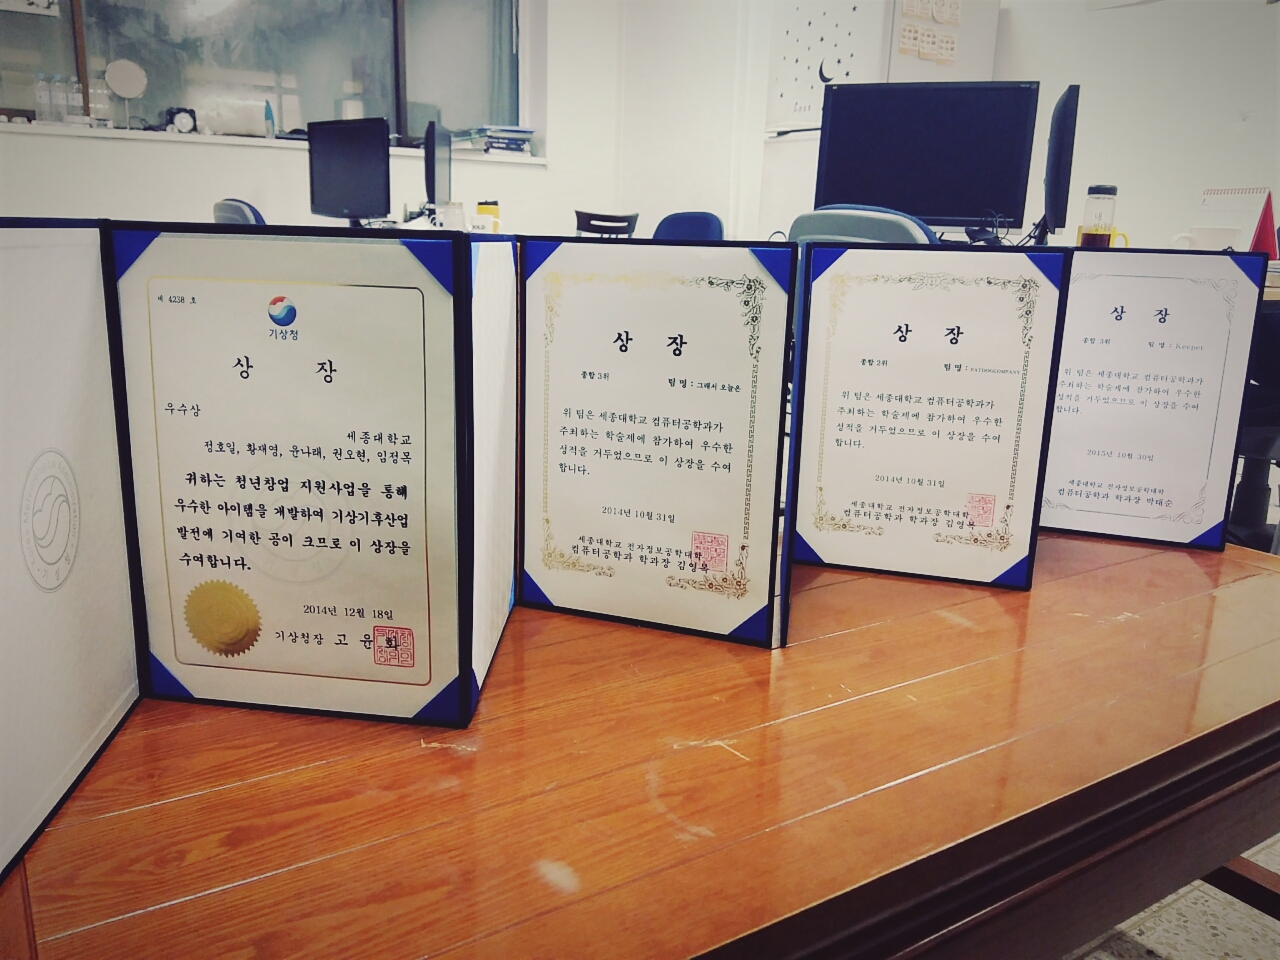 제 4238 호
기상청
상 장
우수상
세종대학교
정호일, 황재영, 윤나래, 권오현, 임정목
귀하는 청년창업 지원사업을 통해
우수한 아이템을 개발하여 기상기후산업
발전에 기여한 공이 크므로 이 상장을
수여합니다.
2014년 12월 18일
기상청장 고 윤 화
상 장
종합 3위 팀 명 : 그래서 오늘은
위 팀은 세종대학교 컴퓨터공학과가
주최하는 학술제에 참가하여 우수한
성적을 거두었으므로 이 상장을 수여
합니다.
2014년 10월 31일
세종대학교 전자정보공학대학
컴퓨터공학과 학과장 김영복
상 장
종합 2위 팀 명 :
위 팀은 세종대학교 컴퓨터공학과가
주최하는 학술제에 참가하여 우수한
성적을 거두었으므로 이 상장을 수여
합니다.
2014년 10월 31일
세종대학교 전자정보공학대학
컴퓨터공학과 학과장 김영복
상 장
종합 3위 팀 명 : Keepet
위 팀은 세종대학교 컴퓨터공학과가
주최하는 학술제에 참가하여 우수한
성적을 거두었으므로 이 상장을 수여
합니다.
2015년 10월 30일
세종대학교 전자정보공학대학
컴퓨터공학과 학과장 박태순